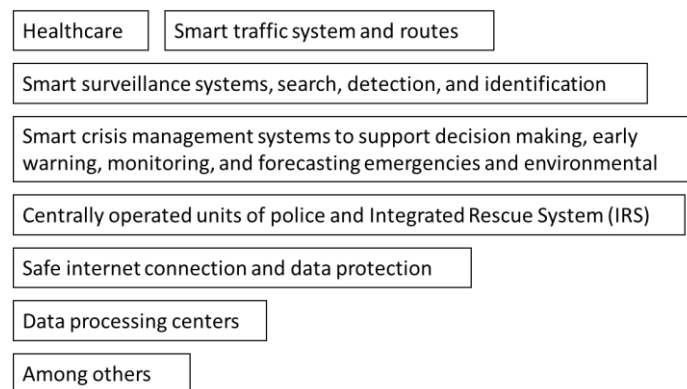 Healthcare
Smart traffic system and routes
Smart surveillance systems, search, detection, and identification
Smart crisis management systems to support decision making, early
warning, monitoring, and forecasting emergencies and environmental
Centrally operated units of police and Integrated Rescue System (IRS)
Safe internet connection and data protection
Data processing centers
Among others